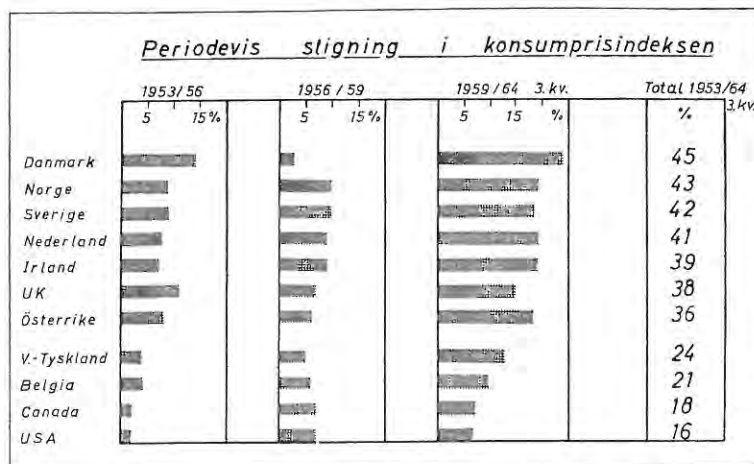 Periodevis stigning i konsumprisindeksen
1953/56 1956/59 1959/64 3.kv. Total 1953/64 3.kv.
5 15% 5 15% 5 15 % %
Danmark 45
Norge 43
Sverige 42
Nederland 41
Irland 39
UK 38
Österrike 36
V.-Tyskland 24
Belgia 21
Canada 18
USA 16